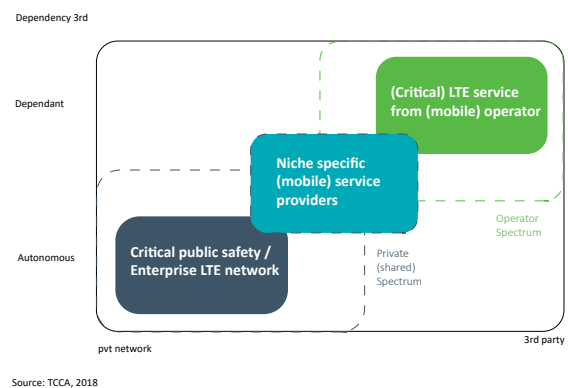 Dependency 3rd
Dependant
(Critical) LTE service
from (mobile) operator
Niche specific
(mobile) service
providers
Operator
Spectrum
Autonomous
Critical public safety /
Enterprise LTE network
Private
(shared)
Spectrum
pvt network
3rd party
Source: TCCA, 2018